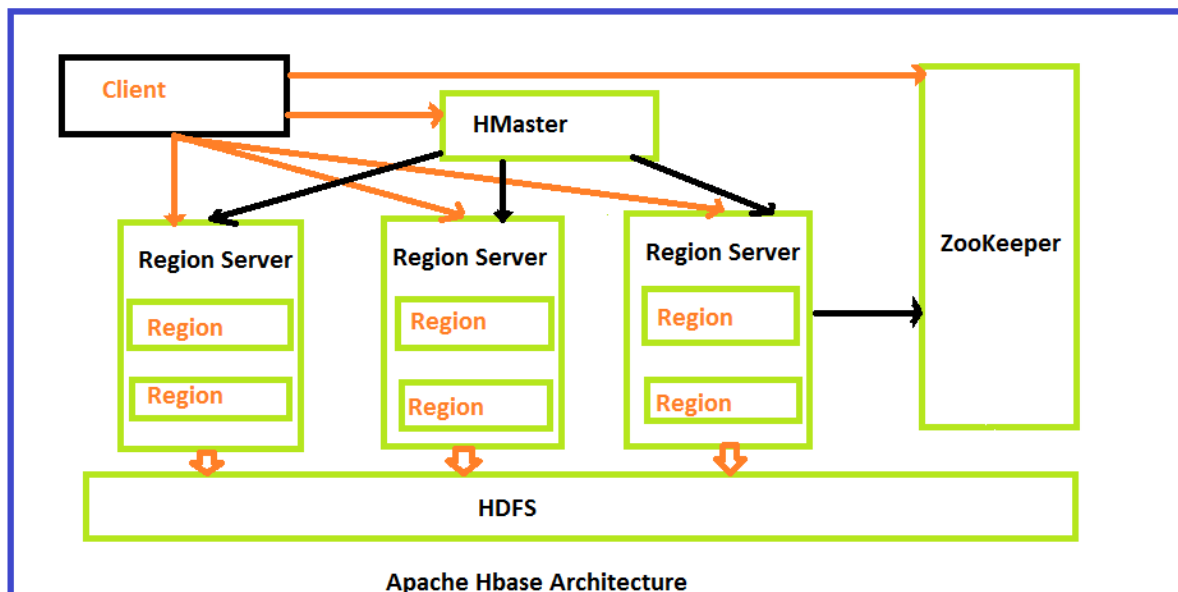 Client
HMaster
Region Server
Region Server
Region Server
ZooKeeper
Region
Region
Region
Region
Region
Region
HDFS
Apache Hbase Architecture